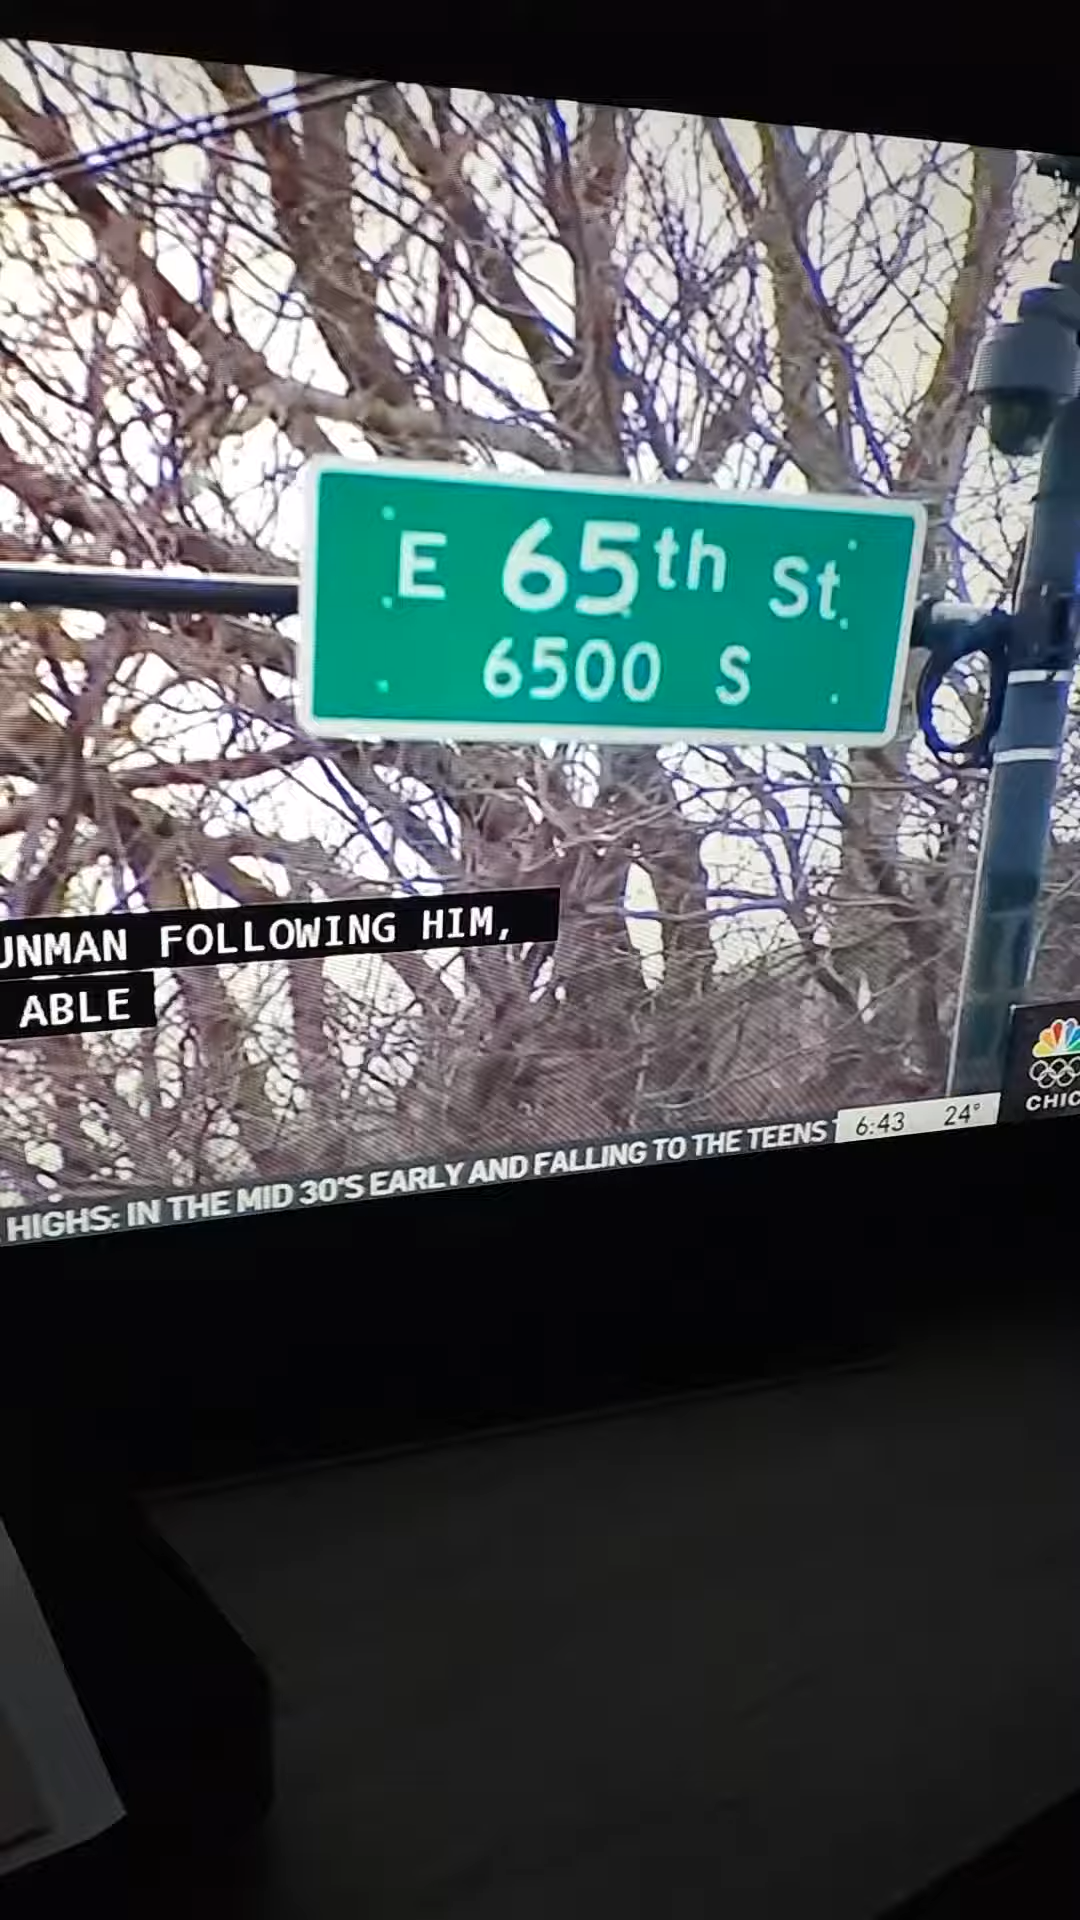 E 65th St
6500 S
UNMAN FOLLOWING HIM,
ABLE
CHIC
6:43 24°
HIGHS: IN THE MID 30'S EARLY AND FALLING TO THE TEENS